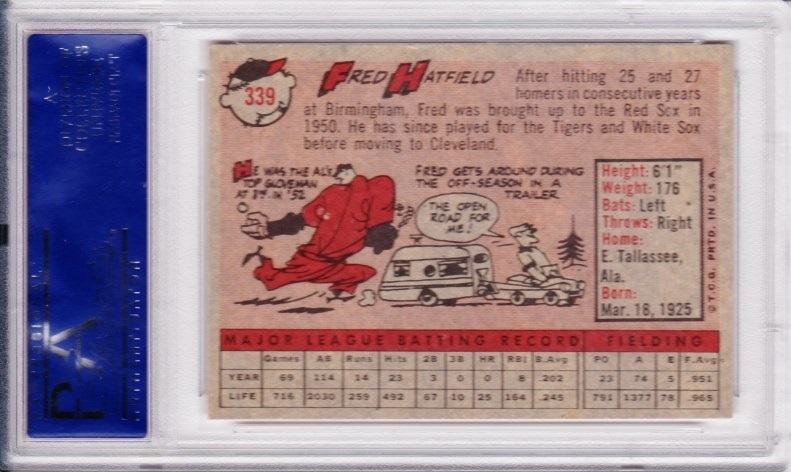 339
FRED HATFIELD
After hitting 25 and 27
homers in consecutive years
at Birmingham, Fred was brought up to the Red Sox in
1950. He has since played for the Tigers and White Sox
before moving to Cleveland.
HE WAS THE AL'S
TOP GLOVEMAN
AT 3RD IN '52
FRED GETS AROUND DURING
THE OFF-SEASON IN A
TRAILER
THE OPEN
ROAD FOR
ME!
Height: 6'1"
Weight: 176
Bats: Left
Throws: Right
Home:
E. Tallassee,
Ala.
Born:
Mar. 18, 1925
©T.C.G. PRTD. IN U.S.A.
MAJOR LEAGUE BATTING RECORD FIELDING
Games AB Runs Hits 2B 3B HR RBI B.Avg. PO A E F.Avg.
YEAR 69 114 14 23 3 0 0 8 .202 23 74 5 .951
LIFE 716 2030 259 492 67 10 25 164 .245 791 1377 78 .965